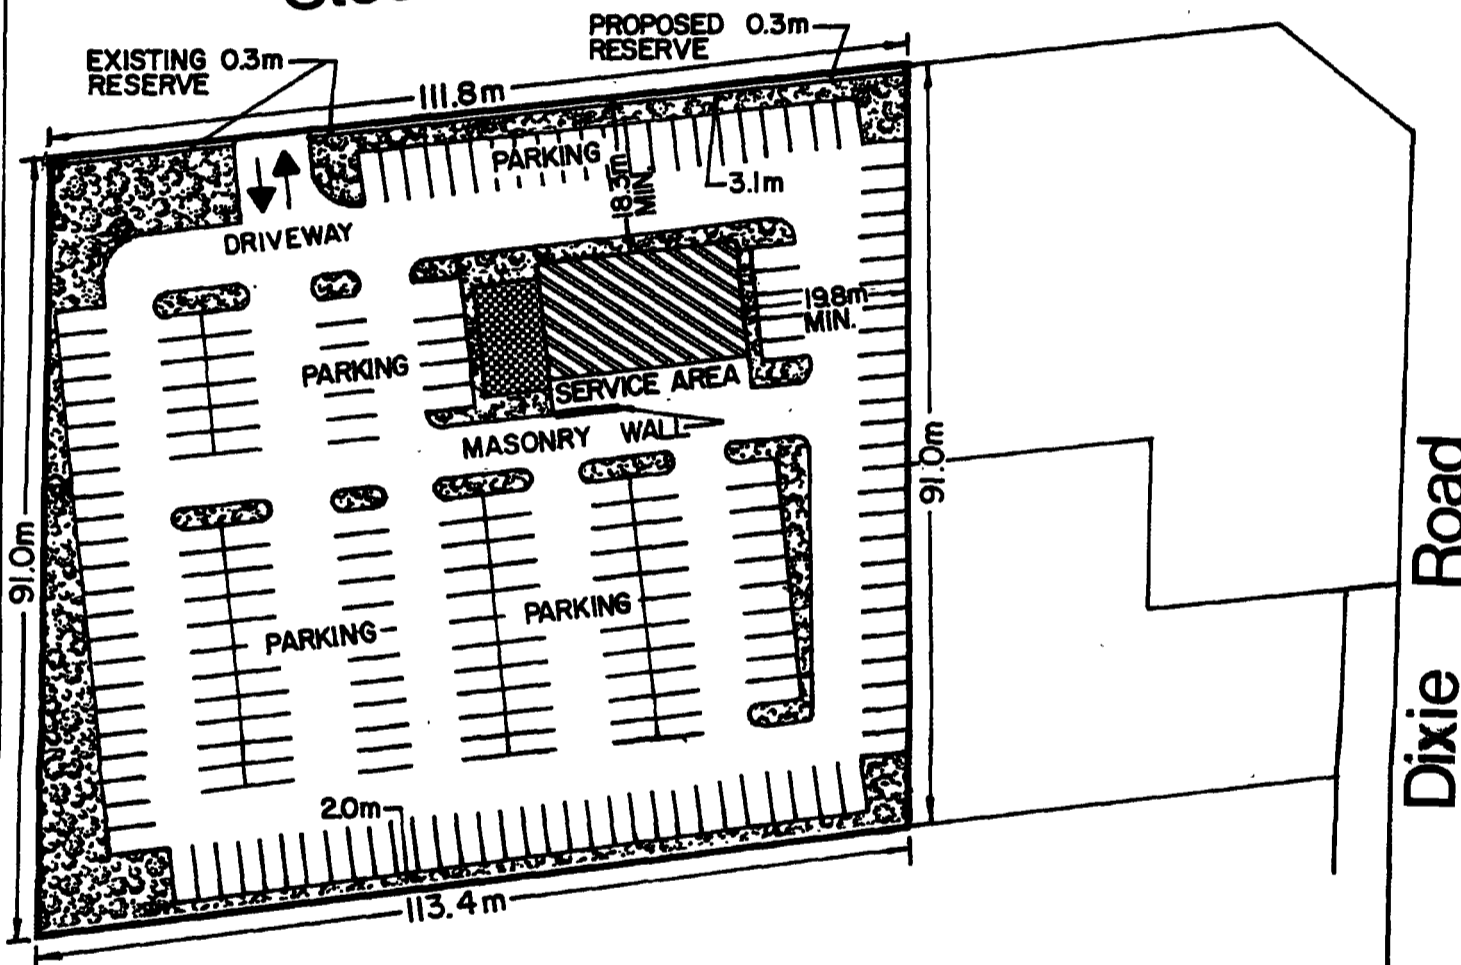 EXISTING 0.3m
RESERVE
PROPOSED 0.3m
RESERVE
111.8m
PARKING
18.3m
MIN.
3.1m
DRIVEWAY
19.8m
MIN.
PARKING
SERVICE AREA
MASONRY WALL
91.0m
91.0m
PARKING
PARKING
2.0m
113.4m
Dixie Road